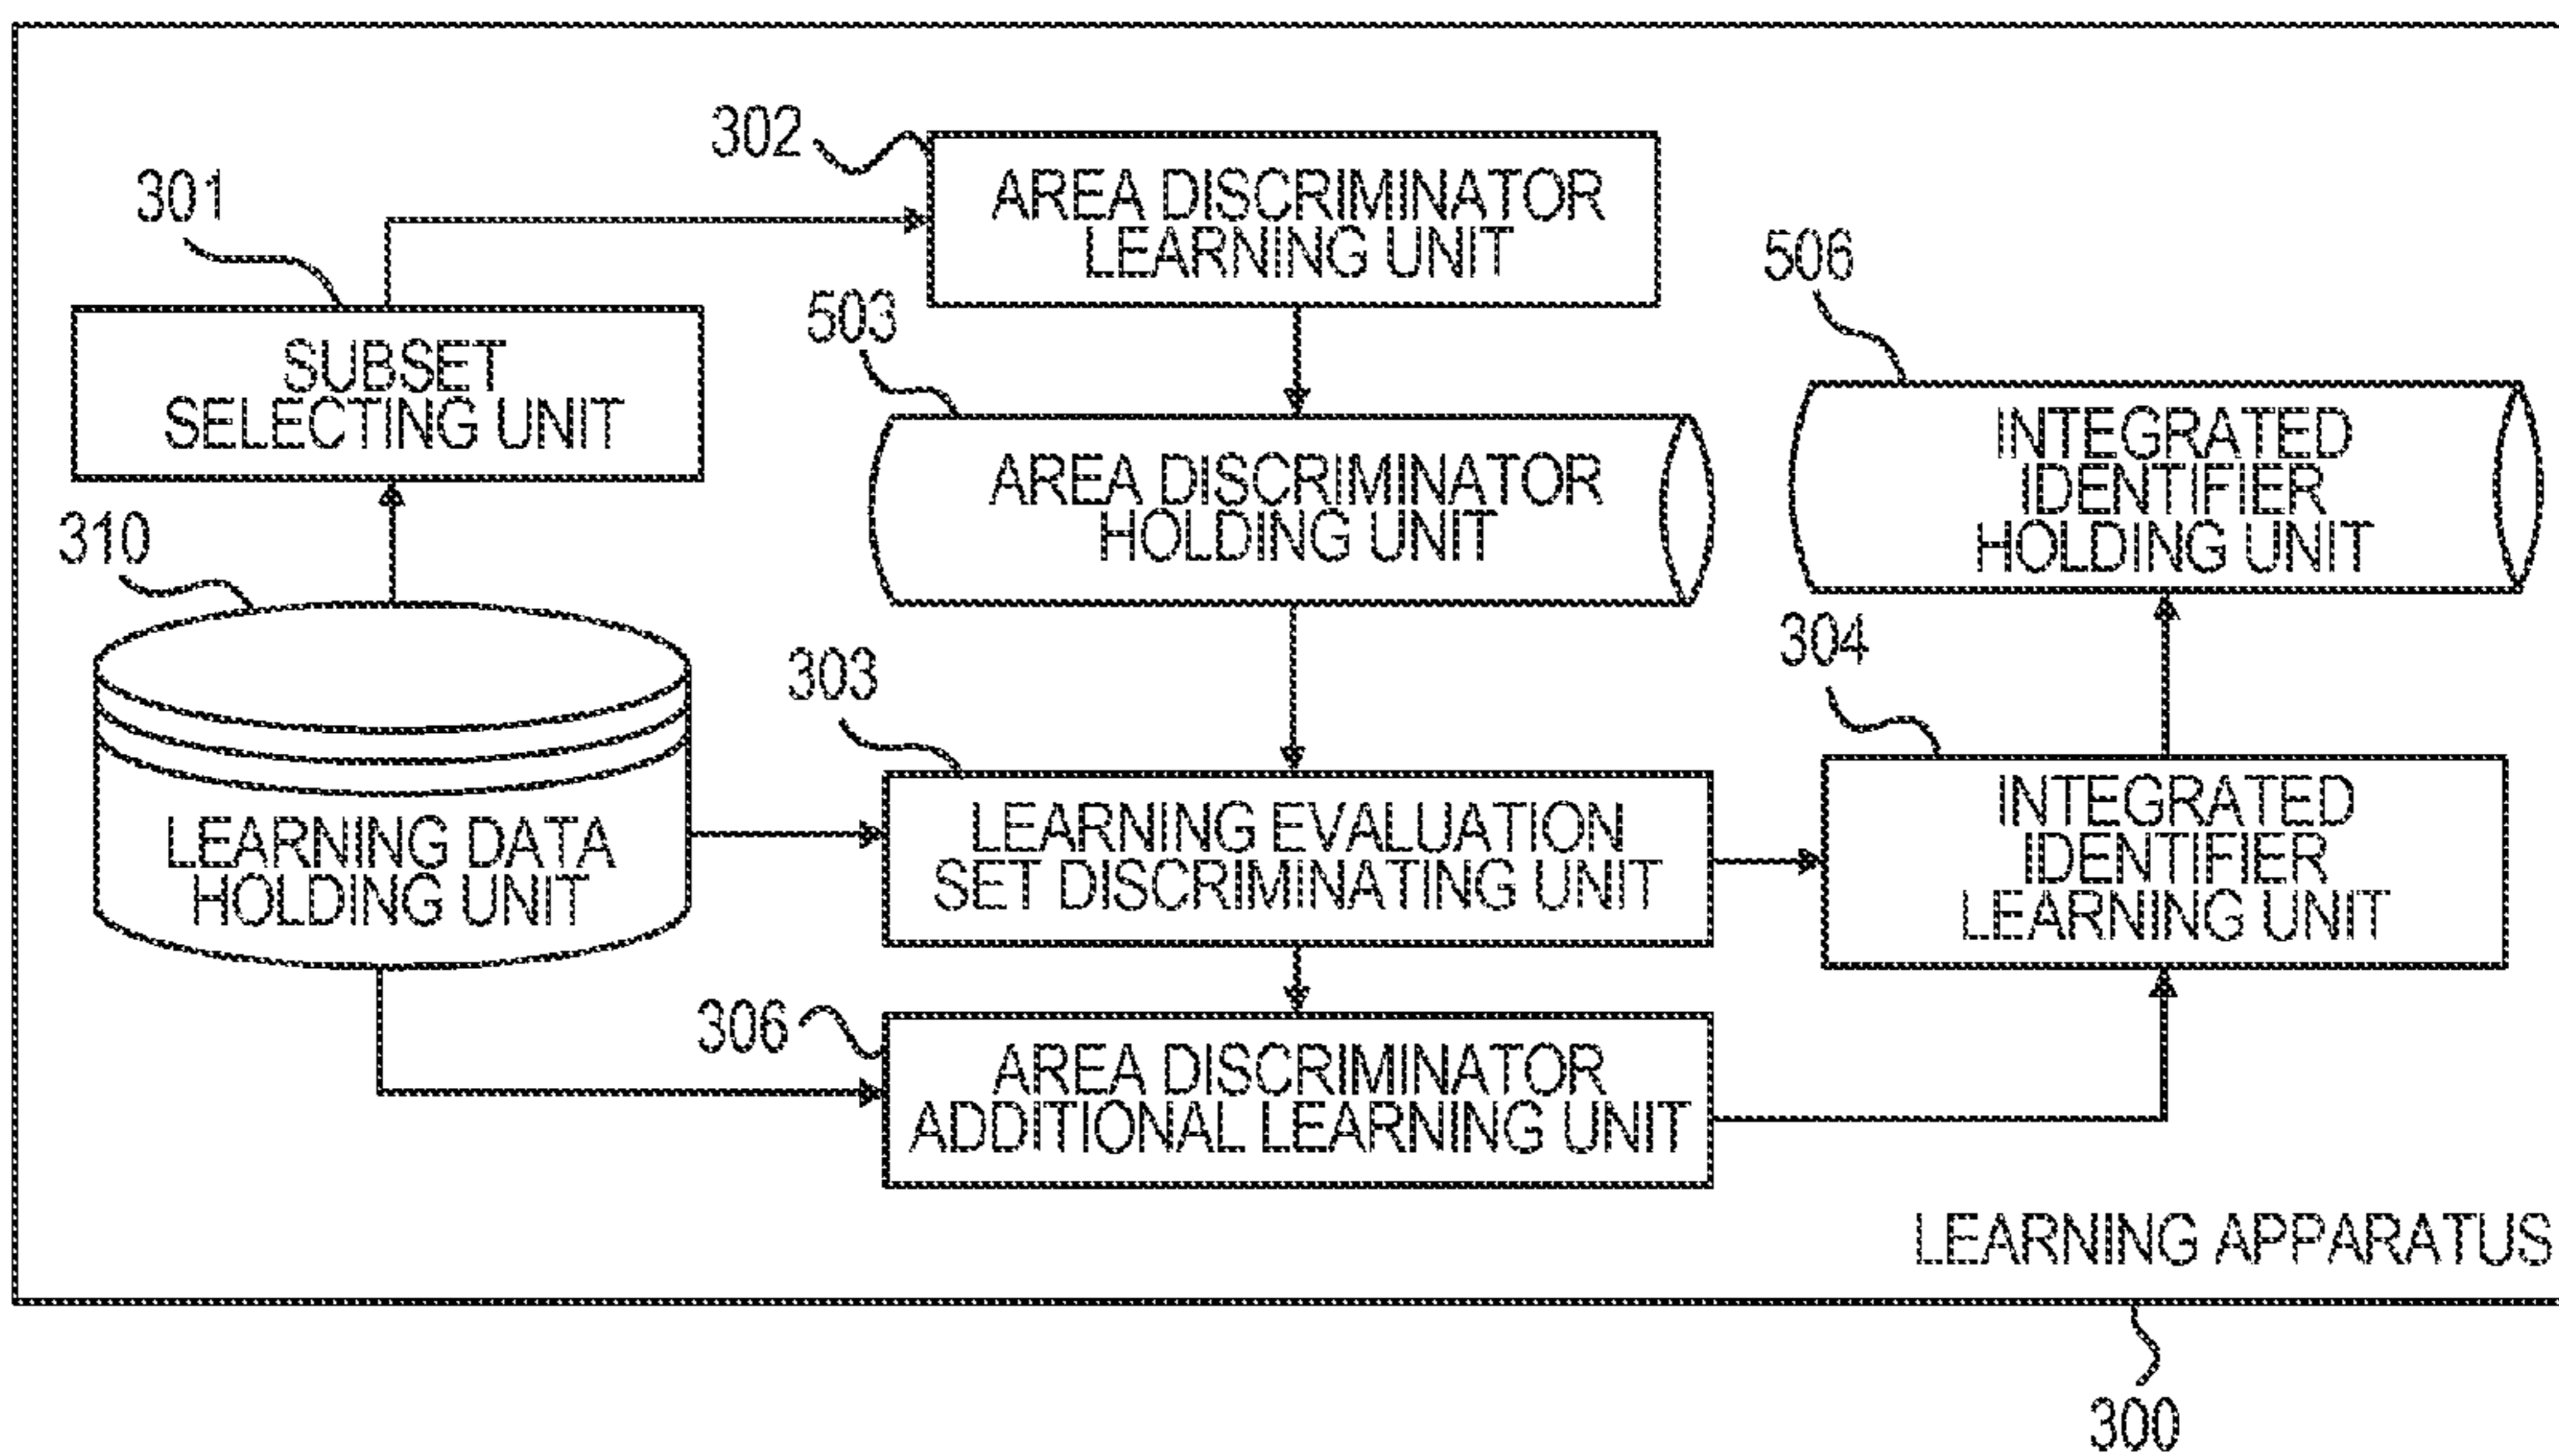 302
AREA DISCRIMINATOR
LEARNING UNIT
301
SUBSET
SELECTING UNIT
503
AREA DISCRIMINATOR
HOLDING UNIT
506
INTEGRATED
IDENTIFIER
HOLDING UNIT
310
LEARNING DATA
HOLDING UNIT
303
LEARNING EVALUATION
SET DISCRIMINATING UNIT
304
INTEGRATED
IDENTIFIER
LEARNING UNIT
306
AREA DISCRIMINATOR
ADDITIONAL LEARNING UNIT
LEARNING APPARATUS
300